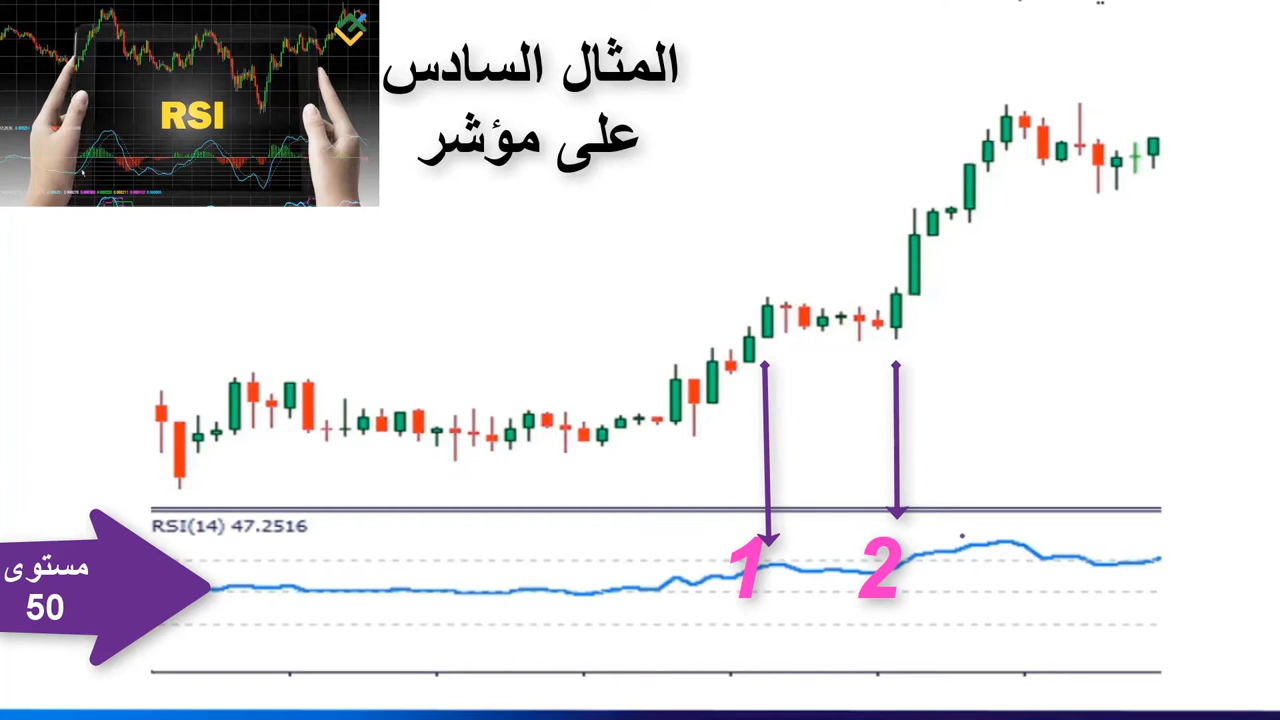 RSI
المثال السادس
على مؤشر
RSI(14) 47.2516
مستوى
50
1
2